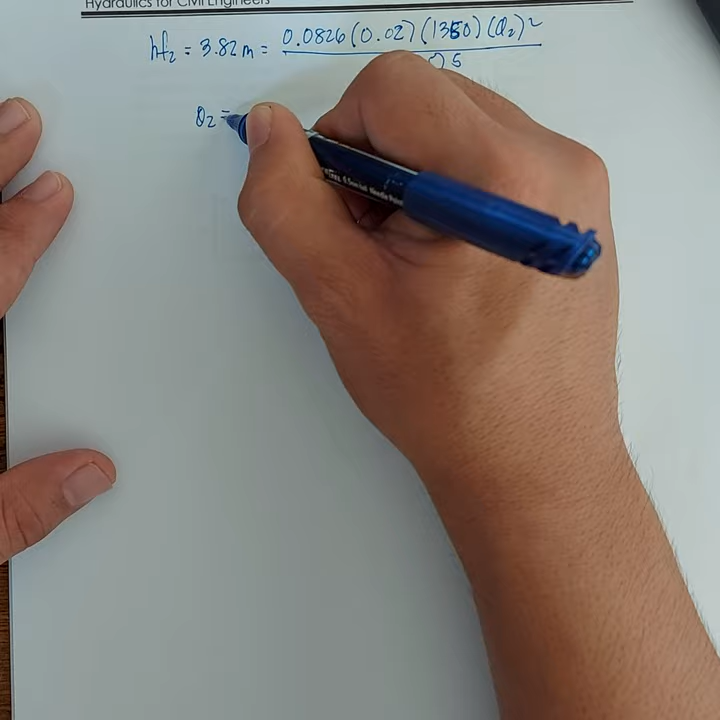 Hydraulics for Civil Engineers
hf₂ = 3.82 m = 0.0826 (0.02) (1350) (Q₂)²
5
Q₂ =